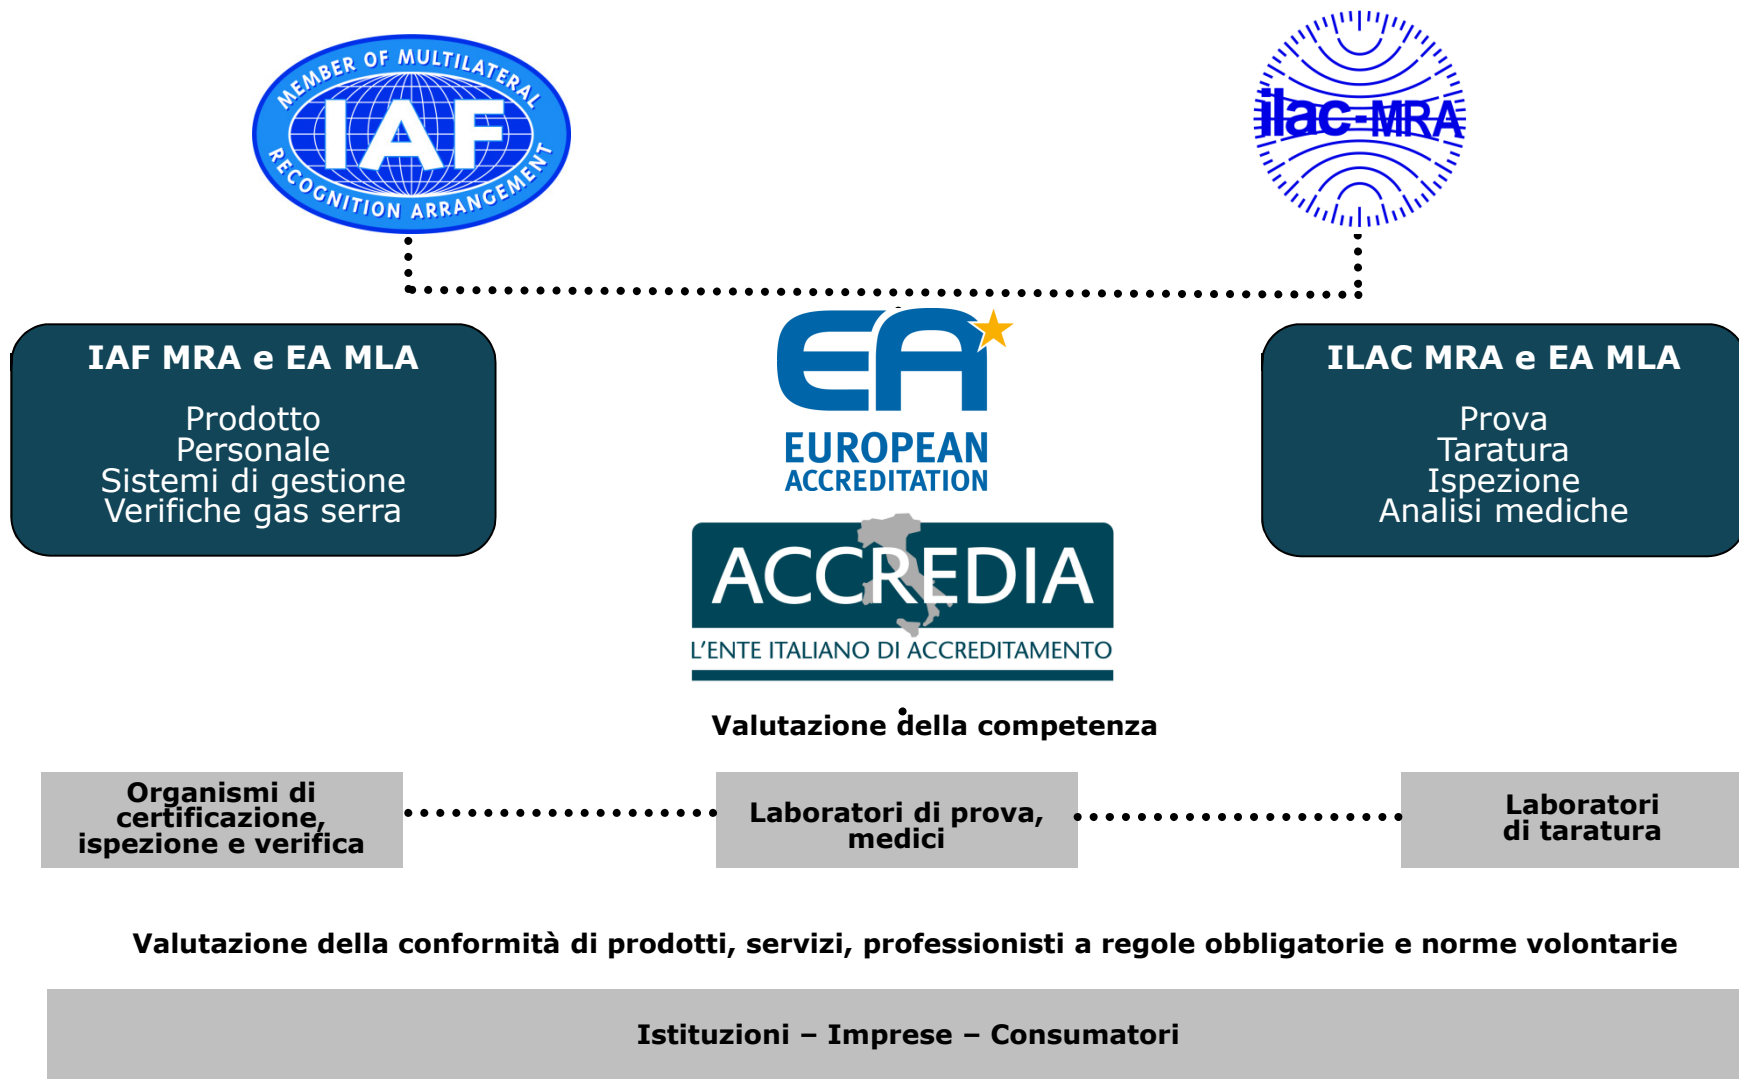 MEMBER OF MULTILATERAL
IAF
RECOGNITION ARRANGEMENT
ilac-MRA
IAF MRA e EA MLA
Prodotto
Personale
Sistemi di gestione
Verifiche gas serra
EA
EUROPEAN
ACCREDITATION
ILAC MRA e EA MLA
Prova
Taratura
Ispezione
Analisi mediche
ACCREDIA
L'ENTE ITALIANO DI ACCREDITAMENTO
Valutazione della competenza
Organismi di
certificazione,
ispezione e verifica
Laboratori di prova,
medici
Laboratori
di taratura
Valutazione della conformità di prodotti, servizi, professionisti a regole obbligatorie e norme volontarie
Istituzioni – Imprese – Consumatori